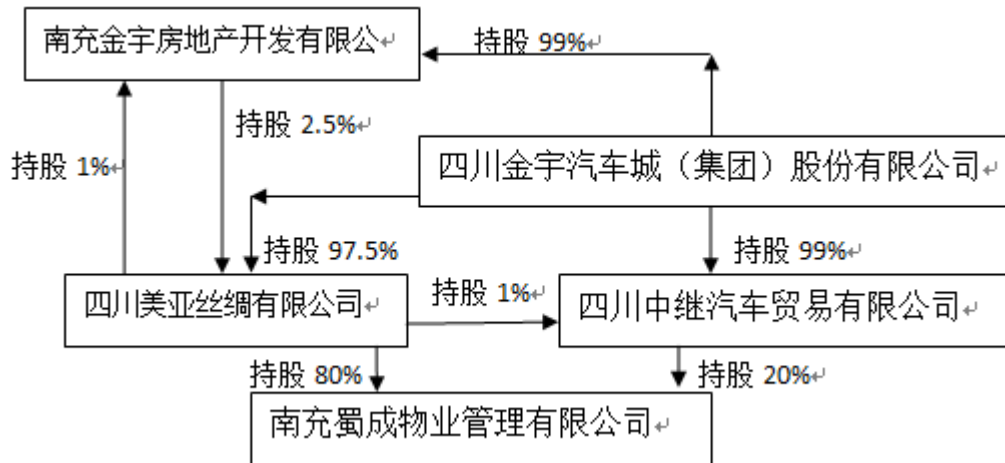 南充金宇房地产开发有限公↵
持股 99%↵
持股 2.5%↵
持股 1%↵
四川金宇汽车城（集团）股份有限公司↵
持股 97.5%
持股 99%↵
四川美亚丝绸有限公司↵
持股 1%↵
四川中继汽车贸易有限公司↵
持股 80%
持股 20%↵
南充蜀成物业管理有限公司↵